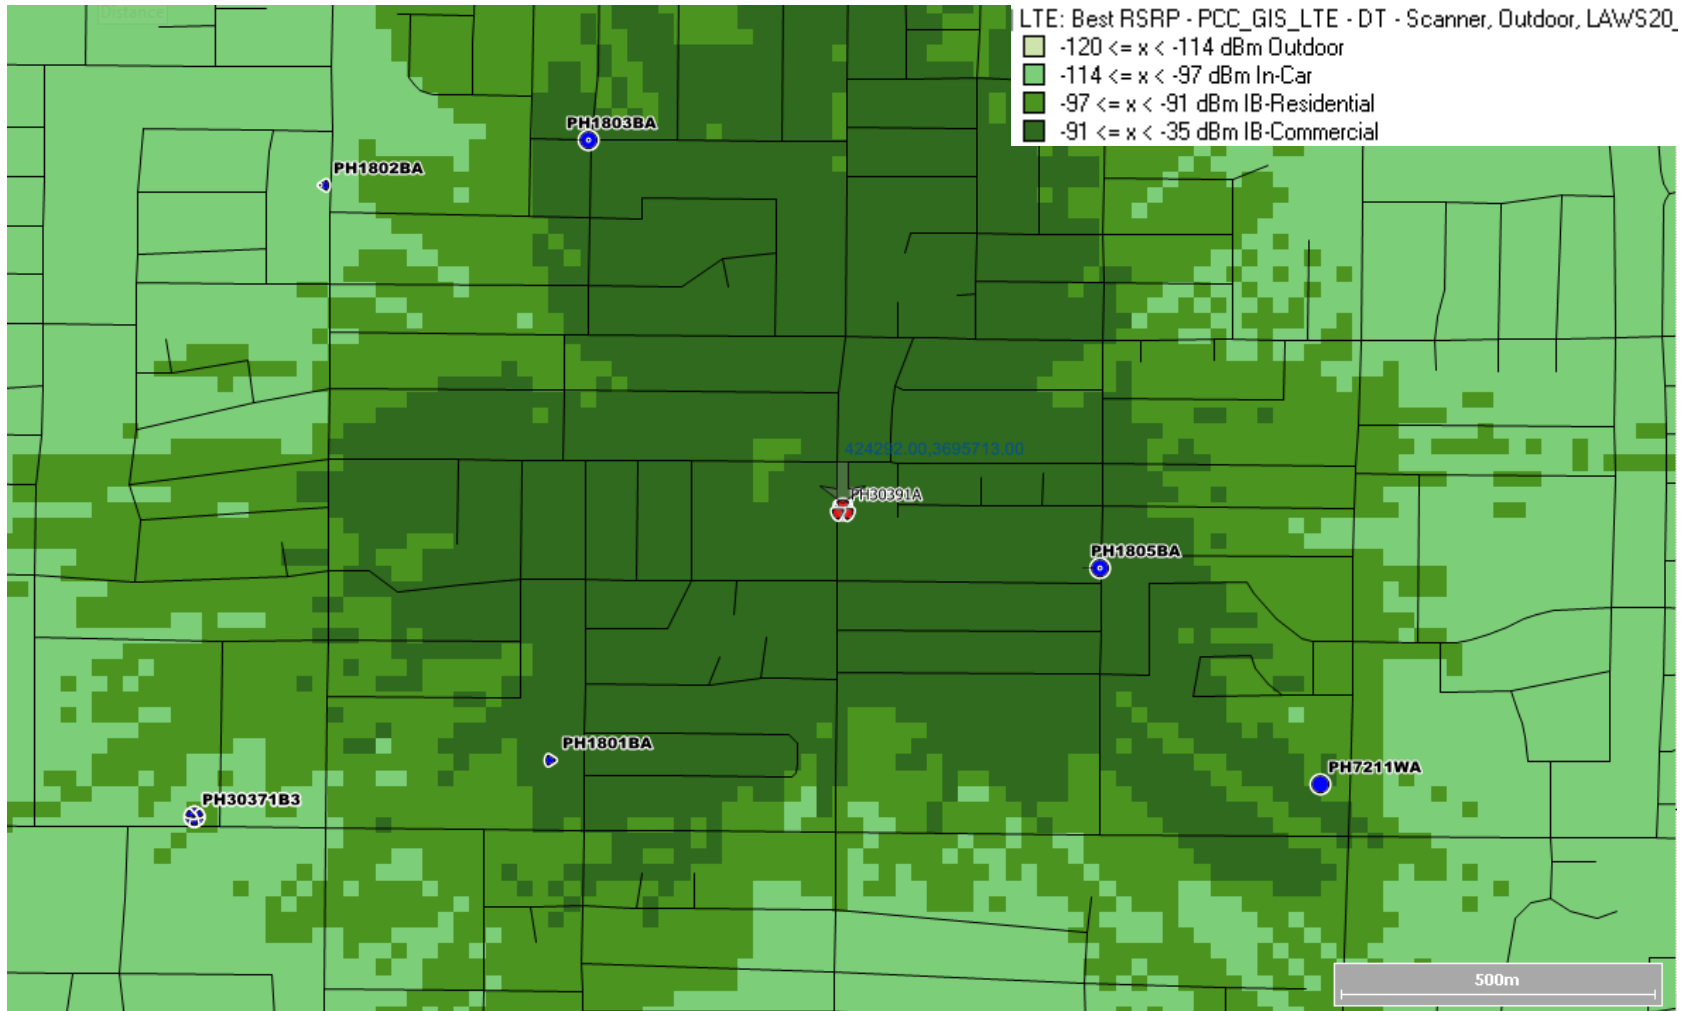 Distance
LTE: Best RSRP - PCC_GIS_LTE - DT - Scanner, Outdoor, LAWS20_
-120 <= x < -114 dBm Outdoor
-114 <= x < -97 dBm In-Car
-97 <= x < -91 dBm IB-Residential
-91 <= x < -35 dBm IB-Commercial
PH1803BA
PH1802BA
424292.00,3695713.00
PH30391A
PH1805BA
PH1801BA
PH7211WA
PH30371B3
500m